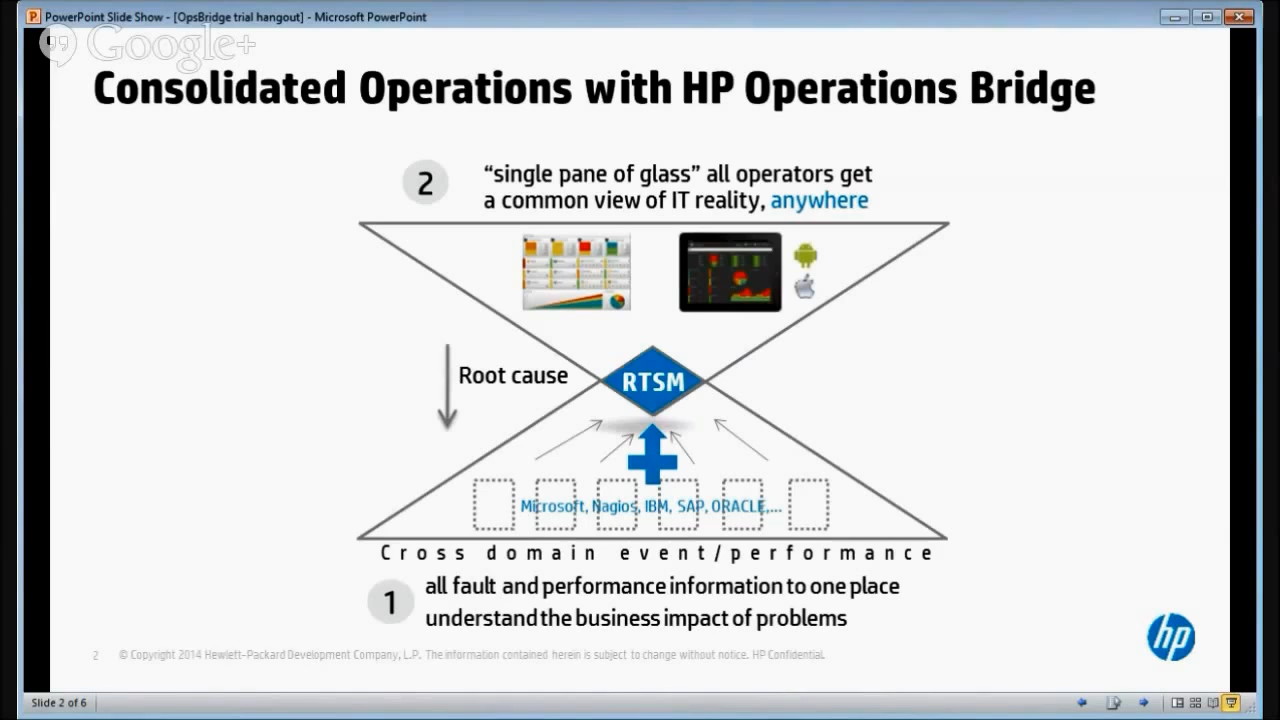 PowerPoint Slide Show - [OpsBridge trial hangout] - Microsoft PowerPoint
Google+
Consolidated Operations with HP Operations Bridge
2
“single pane of glass” all operators get
a common view of IT reality, anywhere
Root cause
RTSM
Microsoft, Nagios, IBM, SAP, ORACLE,...
Cross domain event/performance
1
all fault and performance information to one place
understand the business impact of problems
hp
2 © Copyright 2014 Hewlett-Packard Development Company, L.P. The information contained herein is subject to change without notice. HP Confidential.
Slide 2 of 6